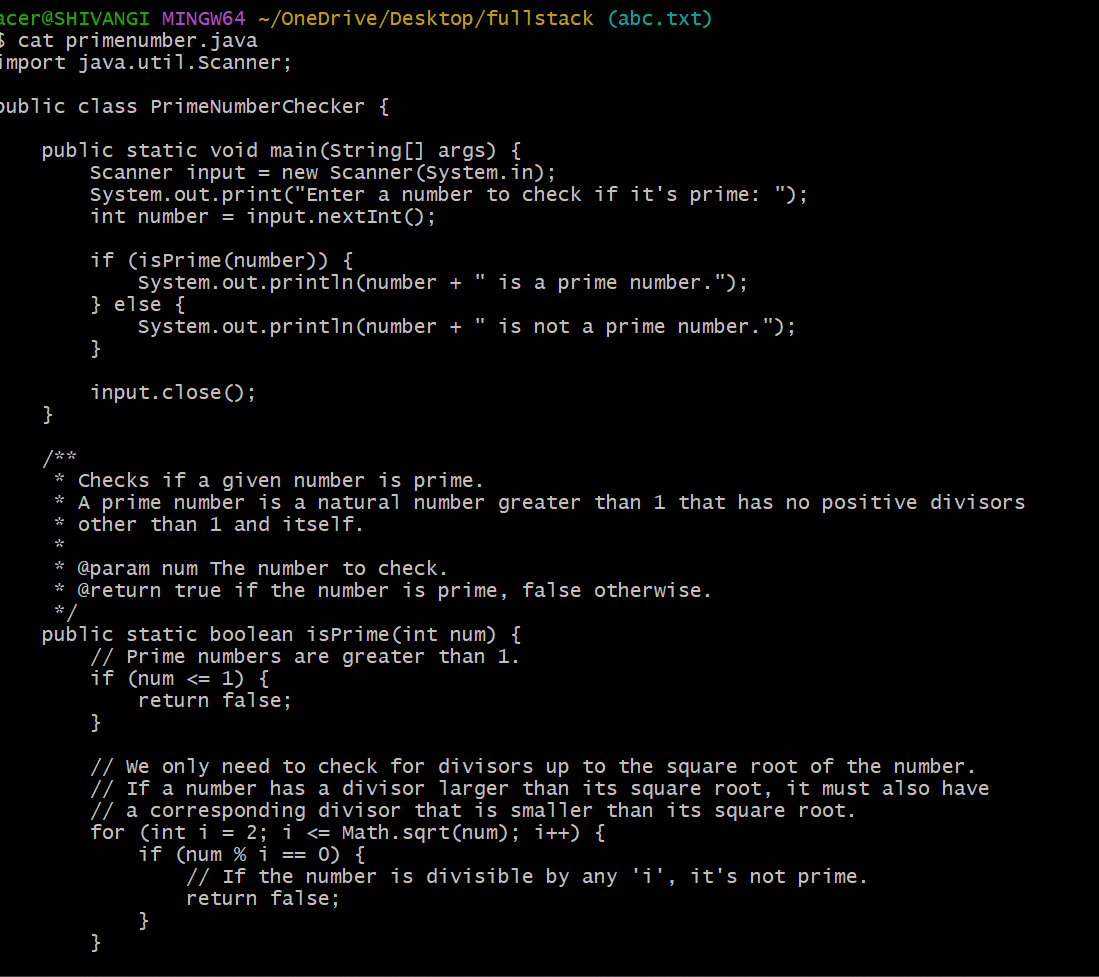 acer@SHIVANGI MINGW64 ~/OneDrive/Desktop/fullstack (abc.txt)
$ cat primenumber.java
import java.util.Scanner;

public class PrimeNumberChecker {

    public static void main(String[] args) {
        Scanner input = new Scanner(System.in);
        System.out.print("Enter a number to check if it's prime: ");
        int number = input.nextInt();

        if (isPrime(number)) {
            System.out.println(number + " is a prime number.");
        } else {
            System.out.println(number + " is not a prime number.");
        }

        input.close();
    }

    /**
     * Checks if a given number is prime.
     * A prime number is a natural number greater than 1 that has no positive divisors
     * other than 1 and itself.
     *
     * @param num The number to check.
     * @return true if the number is prime, false otherwise.
     */
    public static boolean isPrime(int num) {
        // Prime numbers are greater than 1.
        if (num <= 1) {
            return false;
        }

        // We only need to check for divisors up to the square root of the number.
        // If a number has a divisor larger than its square root, it must also have
        // a corresponding divisor that is smaller than its square root.
        for (int i = 2; i <= Math.sqrt(num); i++) {
            if (num % i == 0) {
                // If the number is divisible by any 'i', it's not prime.
                return false;
            }
        }